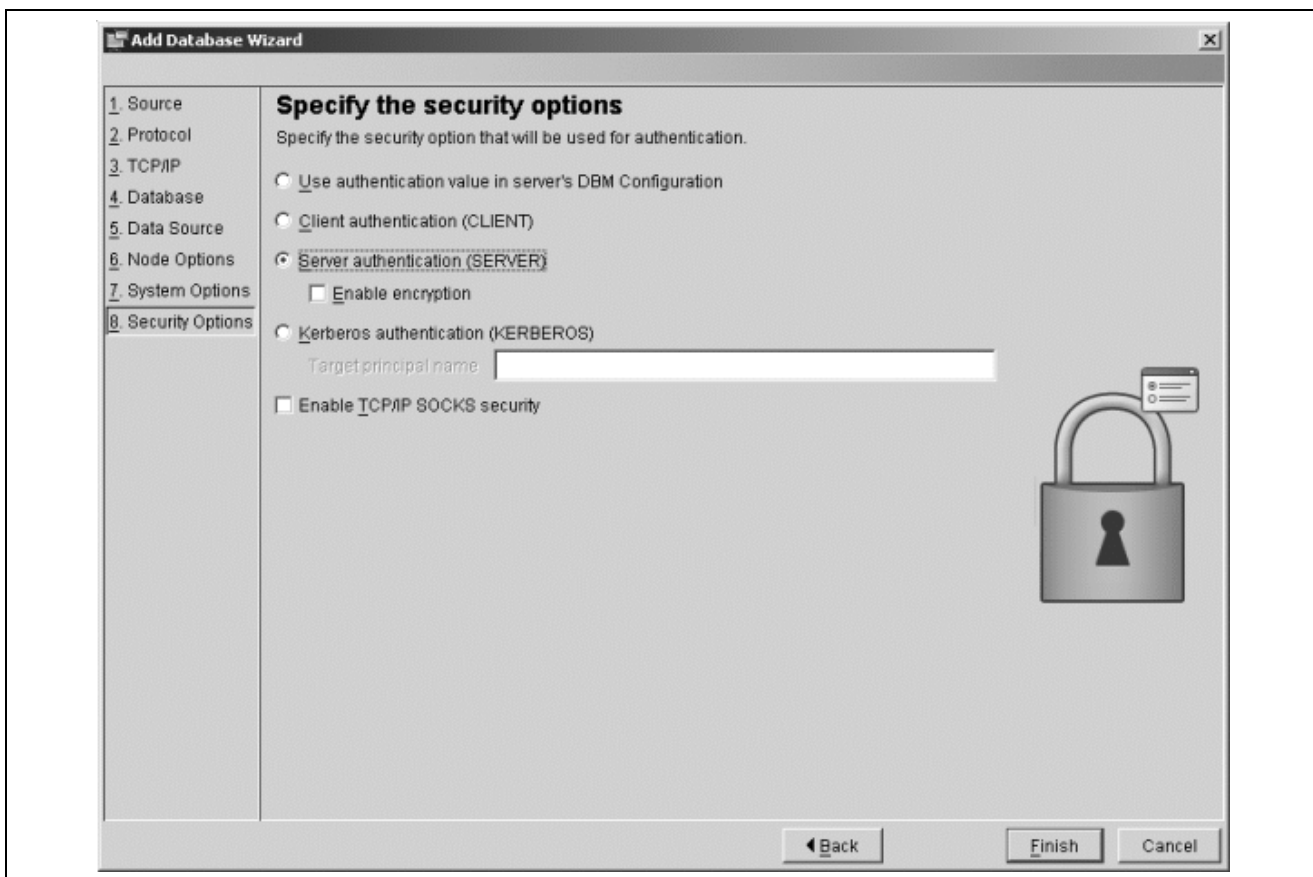 Add Database Wizard
1. Source
2. Protocol
3. TCP/IP
4. Database
5. Data Source
6. Node Options
7. System Options
8. Security Options
Specify the security options
Specify the security option that will be used for authentication.
Use authentication value in server's DBM Configuration
Client authentication (CLIENT)
Server authentication (SERVER)
Enable encryption
Kerberos authentication (KERBEROS)
Target principal name
Enable TCP/IP SOCKS security
Back
Finish
Cancel